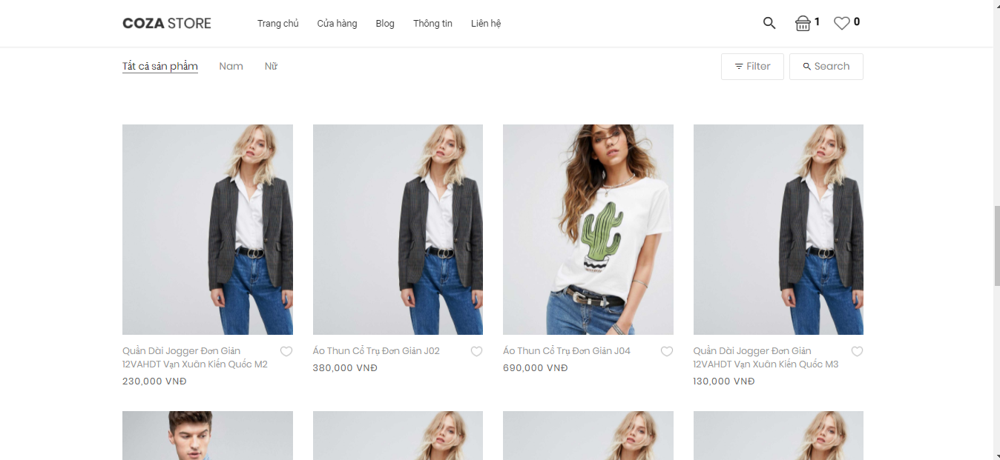 COZA STORE
Trang chủ
Cửa hàng
Blog
Thông tin
Liên hệ
1
0
Tất cả sản phẩm
Nam
Nữ
Filter
Search
Quần Dài Jogger Đơn Giản
12VAHDT Vạn Xuân Kiến Quốc M2
230,000 VNĐ
Áo Thun Cổ Trụ Đơn Giản J02
380,000 VNĐ
Áo Thun Cổ Trụ Đơn Giản J04
690,000 VNĐ
Quần Dài Jogger Đơn Giản
12VAHDT Vạn Xuân Kiến Quốc M3
130,000 VNĐ